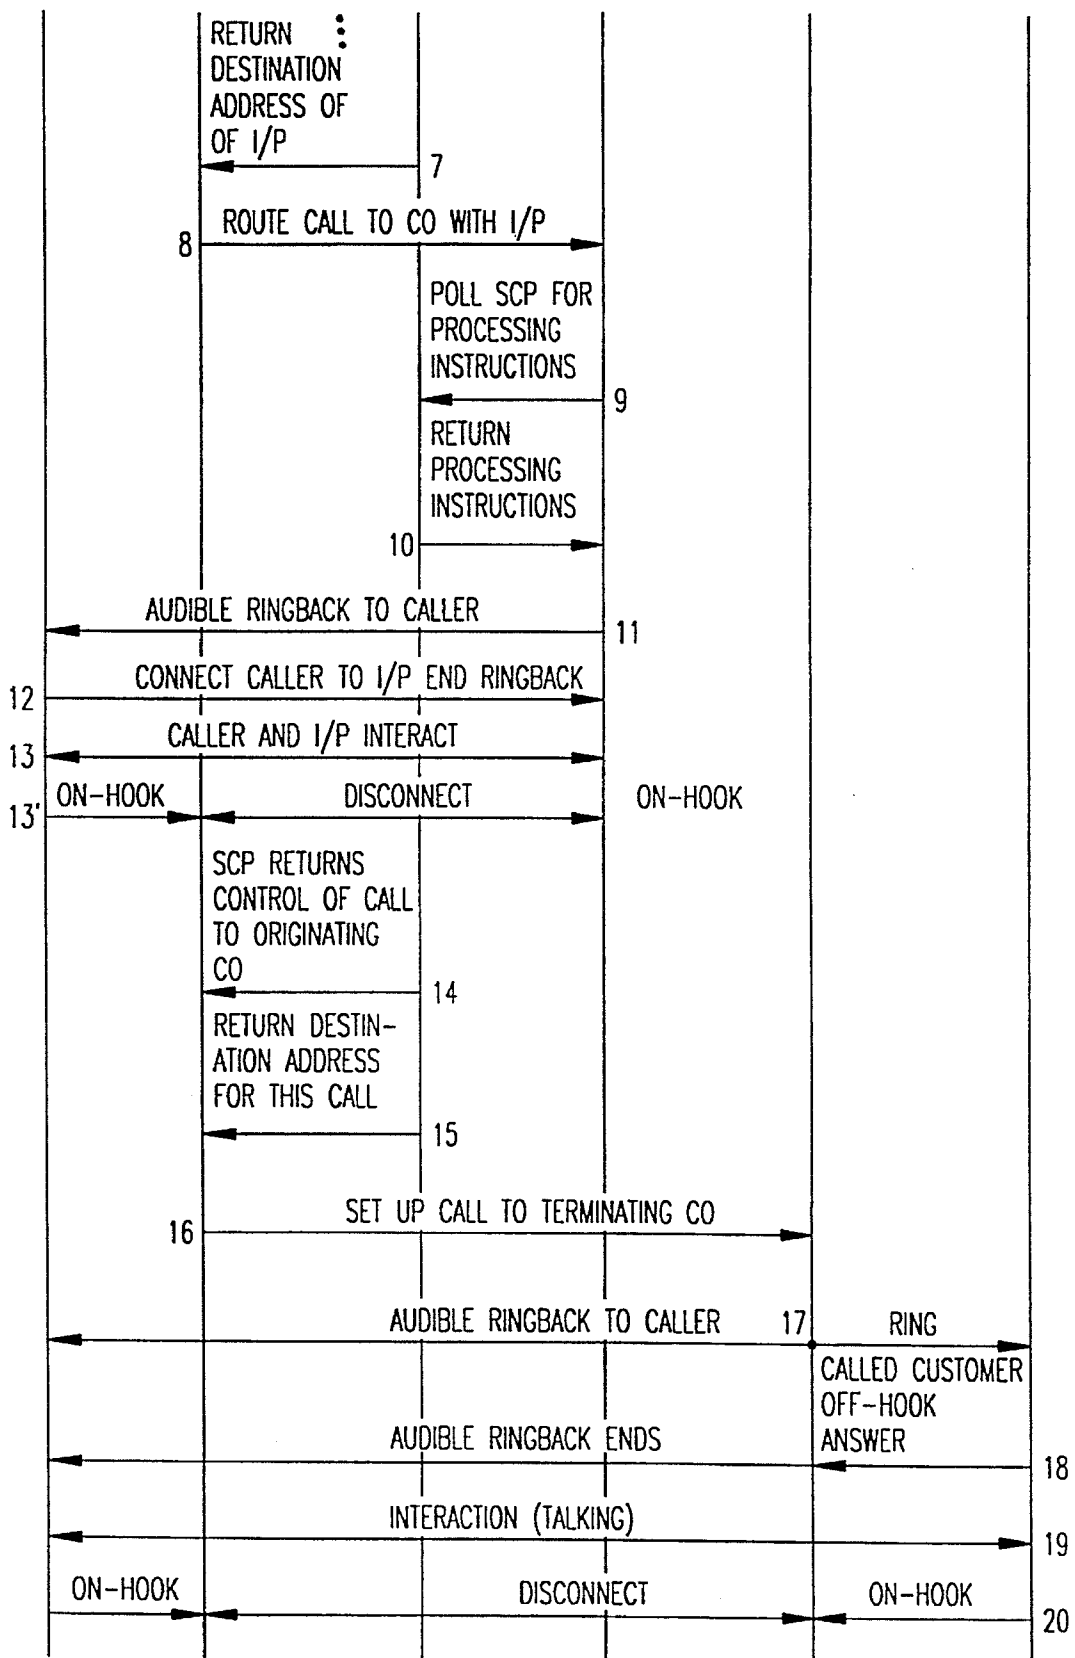 RETURN
DESTINATION
ADDRESS OF
OF I/P
7
ROUTE CALL TO CO WITH I/P
8
POLL SCP FOR
PROCESSING
INSTRUCTIONS
9
RETURN
PROCESSING
INSTRUCTIONS
10
AUDIBLE RINGBACK TO CALLER
11
CONNECT CALLER TO I/P END RINGBACK
12
CALLER AND I/P INTERACT
13
ON-HOOK DISCONNECT ON-HOOK
13'
SCP RETURNS
CONTROL OF CALL
TO ORIGINATING
CO
14
RETURN DESTIN-
ATION ADDRESS
FOR THIS CALL
15
SET UP CALL TO TERMINATING CO
16
AUDIBLE RINGBACK TO CALLER 17 RING
CALLED CUSTOMER
OFF-HOOK
ANSWER
AUDIBLE RINGBACK ENDS
18
INTERACTION (TALKING)
19
ON-HOOK DISCONNECT ON-HOOK
20